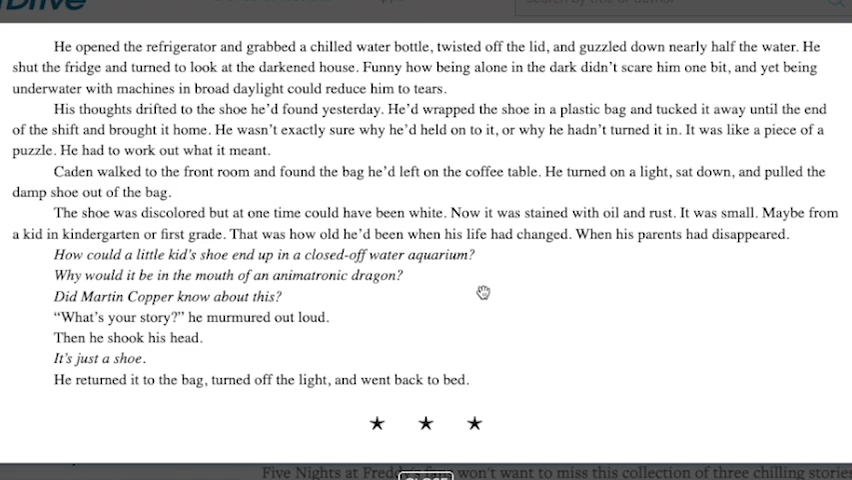 He opened the refrigerator and grabbed a chilled water bottle, twisted off the lid, and guzzled down nearly half the water. He
shut the fridge and turned to look at the darkened house. Funny how being alone in the dark didn't scare him one bit, and yet being
underwater with machines in broad daylight could reduce him to tears.
His thoughts drifted to the shoe he'd found yesterday. He'd wrapped the shoe in a plastic bag and tucked it away until the end
of the shift and brought it home. He wasn't exactly sure why he'd held on to it, or why he hadn't turned it in. It was like a piece of a
puzzle. He had to work out what it meant.
Caden walked to the front room and found the bag he'd left on the coffee table. He turned on a light, sat down, and pulled the
damp shoe out of the bag.
The shoe was discolored but at one time could have been white. Now it was stained with oil and rust. It was small. Maybe from
a kid in kindergarten or first grade. That was how old he'd been when his life had changed. When his parents had disappeared.
How could a little kid's shoe end up in a closed-off water aquarium?
Why would it be in the mouth of an animatronic dragon?
Did Martin Copper know about this?
"What's your story?" he murmured out loud.
Then he shook his head.
It's just a shoe.
He returned it to the bag, turned off the light, and went back to bed.
★ ★ ★
Five Nights at Freddy's fans won't want to miss this collection of three chilling stories